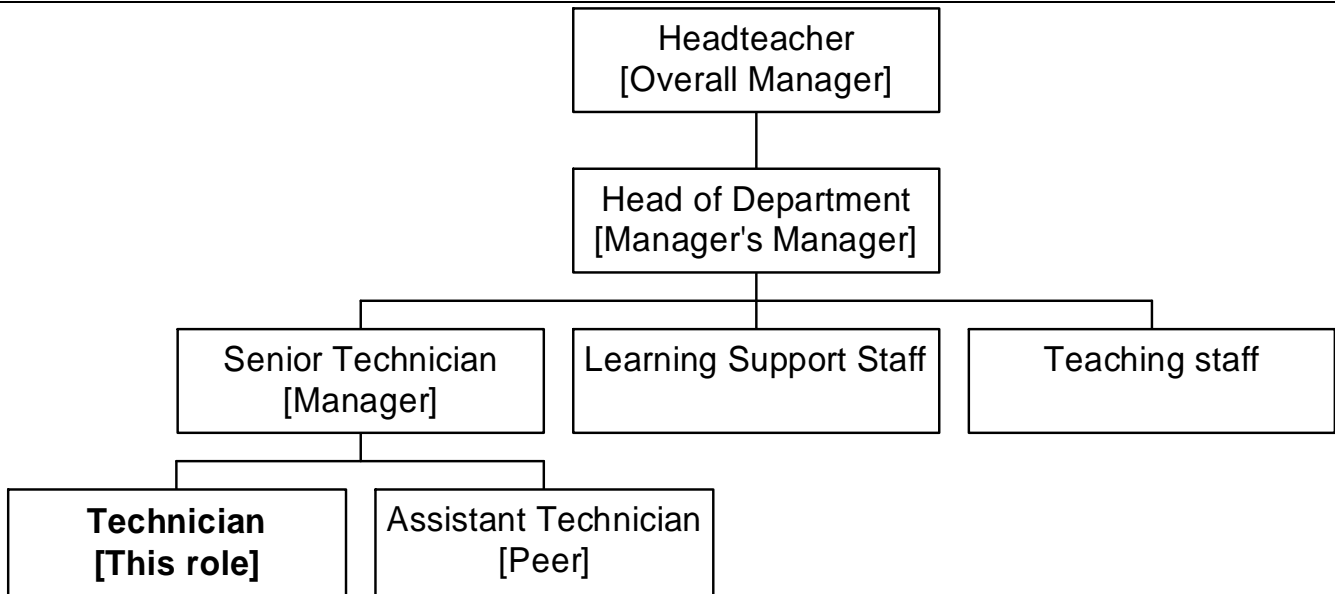 Headteacher
[Overall Manager]
Head of Department
[Manager's Manager]
Senior Technician
[Manager]
Learning Support Staff
Teaching staff
Technician
[This role]
Assistant Technician
[Peer]